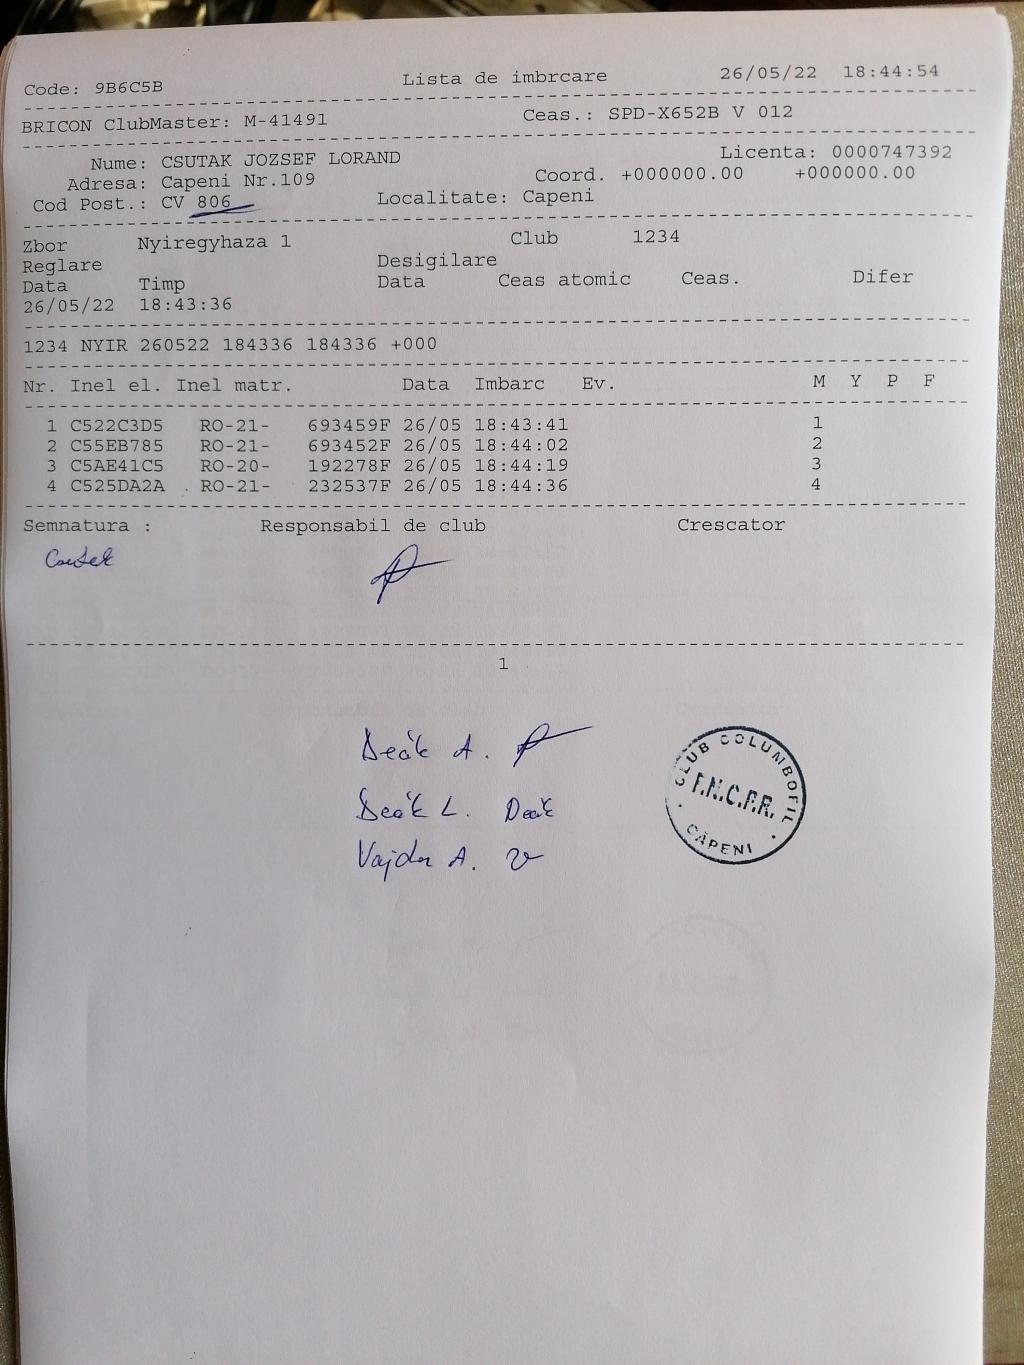 Code: 9B6C5B Lista de imbrcare 26/05/22 18:44:54
BRICON ClubMaster: M-41491 Ceas.: SPD-X652B V 012
Nume: CSUTAK JOZSEF LORAND Licenta: 0000747392
Adresa: Capeni Nr.109 Coord. +000000.00 +000000.00
Cod Post.: CV 806 Localitate: Capeni
Zbor Nyiregyhaza 1 Club 1234
Reglare Desigilare
Data Timp Data Ceas atomic Ceas. Difer
26/05/22 18:43:36
1234 NYIR 260522 184336 184336 +000
Nr. Inel el. Inel matr. Data Imbarc Ev. M Y P F
1 C522C3D5 RO-21- 693459F 26/05 18:43:41 1
2 C55EB785 RO-21- 693452F 26/05 18:44:02 2
3 C5AE41C5 RO-20- 192278F 26/05 18:44:19 3
4 C525DA2A RO-21- 232537F 26/05 18:44:36 4
Semnatura : Responsabil de club Crescator
1
Deák A.
Deák L. Deák
Vajda A. V
CLUB COLUMBOFIL
F.N.C.P.R.
CĂPENI